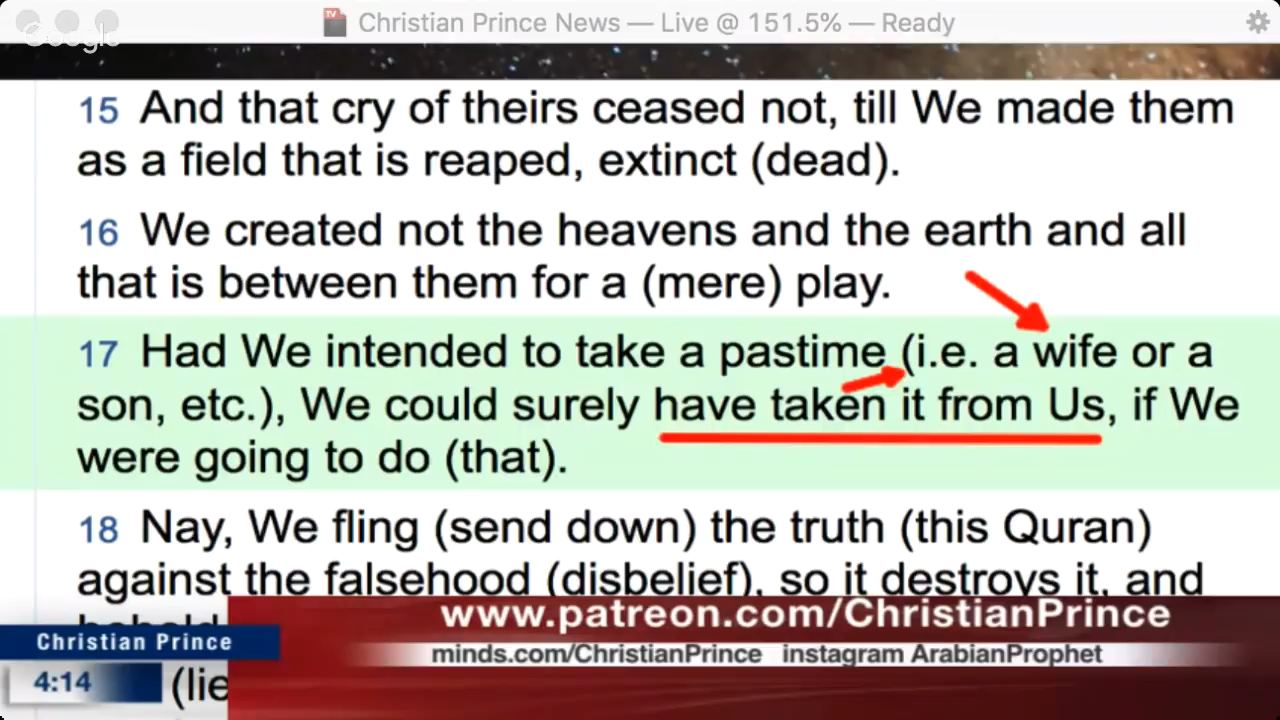 Christian Prince News — Live @ 151.5% — Ready
Google
15 And that cry of theirs ceased not, till We made them
as a field that is reaped, extinct (dead).
16 We created not the heavens and the earth and all
that is between them for a (mere) play.
17 Had We intended to take a pastime (i.e. a wife or a
son, etc.), We could surely have taken it from Us, if We
were going to do (that).
18 Nay, We fling (send down) the truth (this Quran)
against the falsehood (disbelief), so it destroys it, and
www.patreon.com/ChristianPrince
Christian Prince
minds.com/ChristianPrince instagram ArabianProphet
4:14
(lie